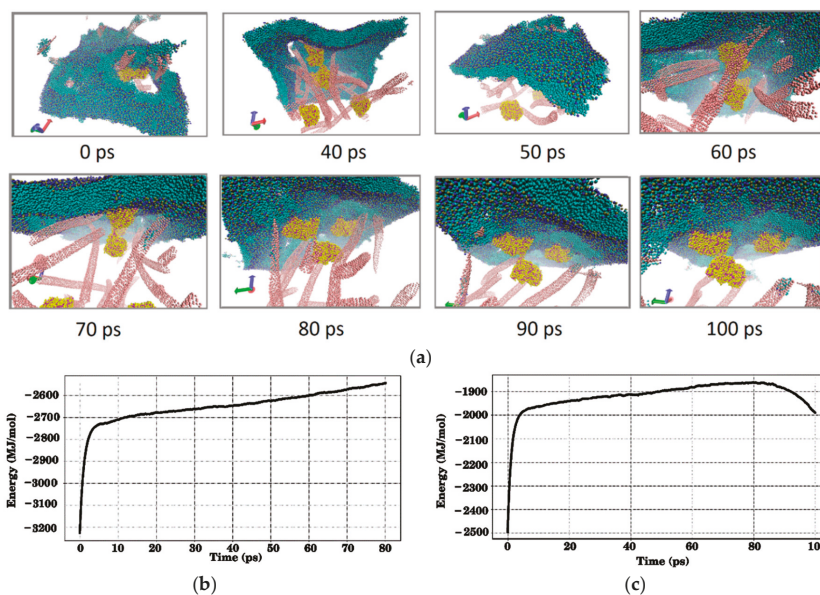 0 ps
40 ps
50 ps
60 ps
70 ps
80 ps
90 ps
100 ps
(a)
Energy (MJ/mol)
−2600
−2700
−2800
−2900
−3000
−3100
−3200
0 10 20 30 40 50 60 70 80
Time (ps)
(b)
Energy (MJ/mol)
−1900
−2000
−2100
−2200
−2300
−2400
−2500
0 20 40 60 80 100
Time (ps)
(c)